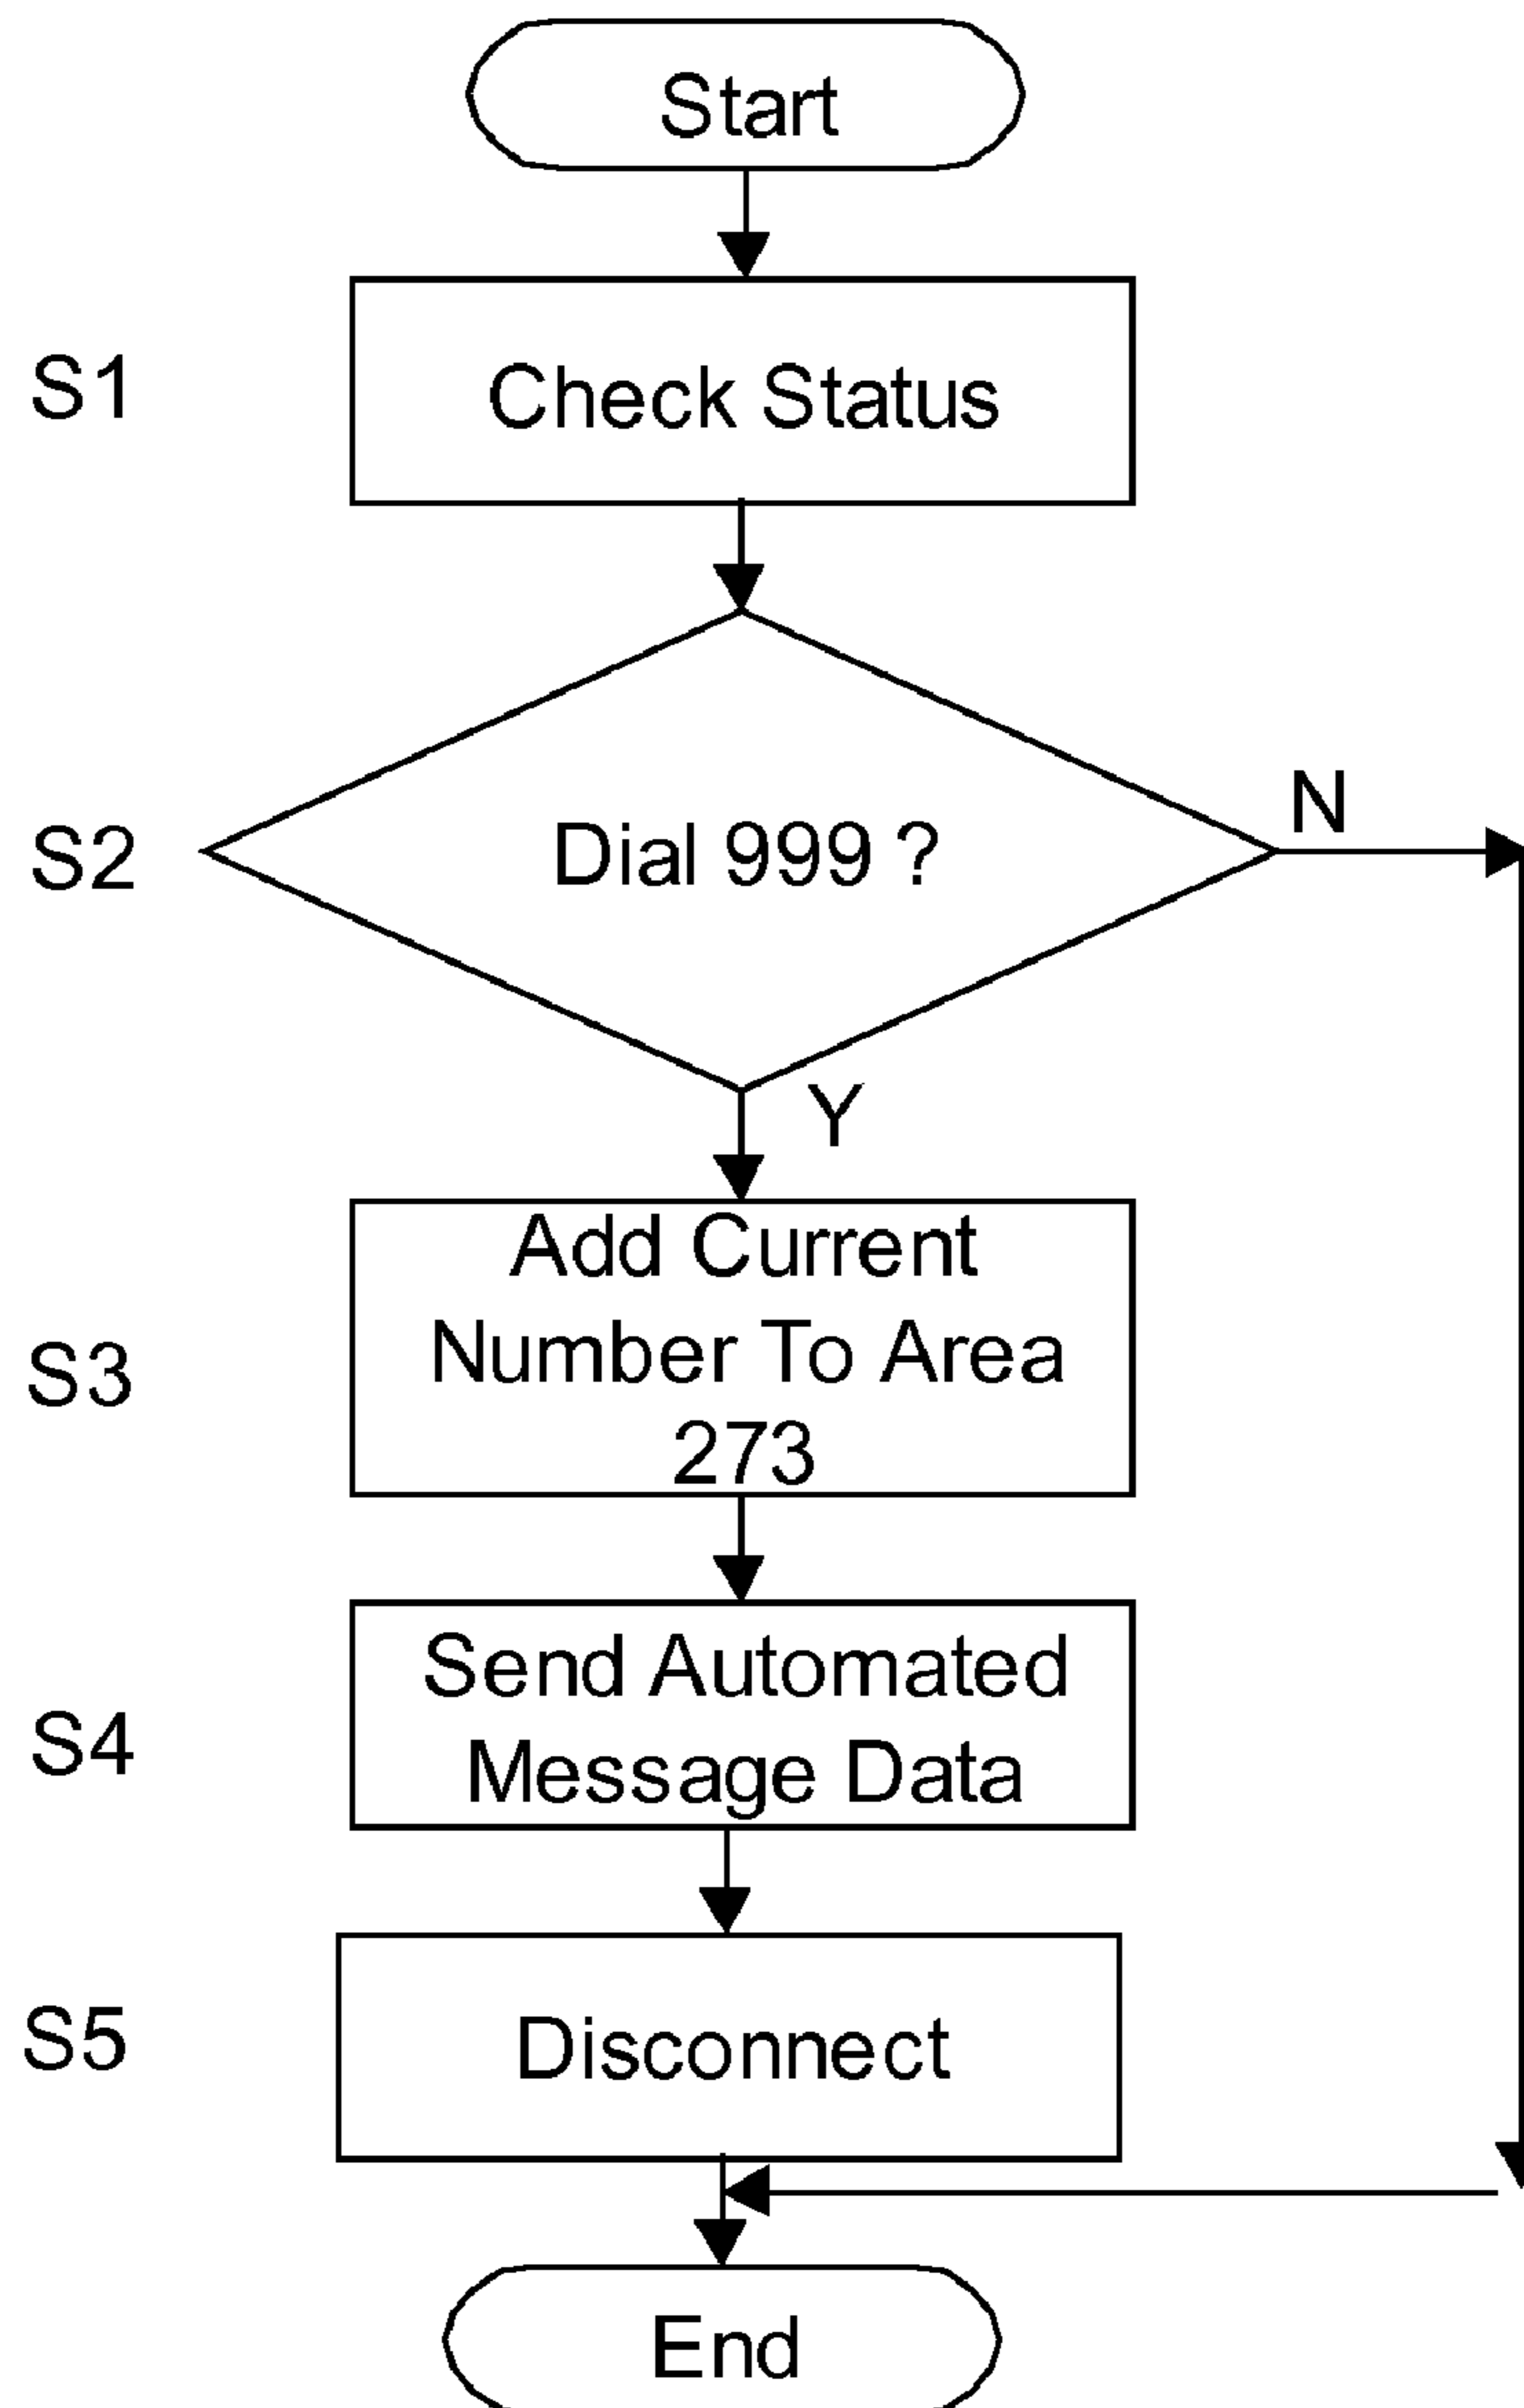 Start
S1
Check Status
S2
Dial 999 ?
N
Y
S3
Add Current
Number To Area
273
S4
Send Automated
Message Data
S5
Disconnect
End